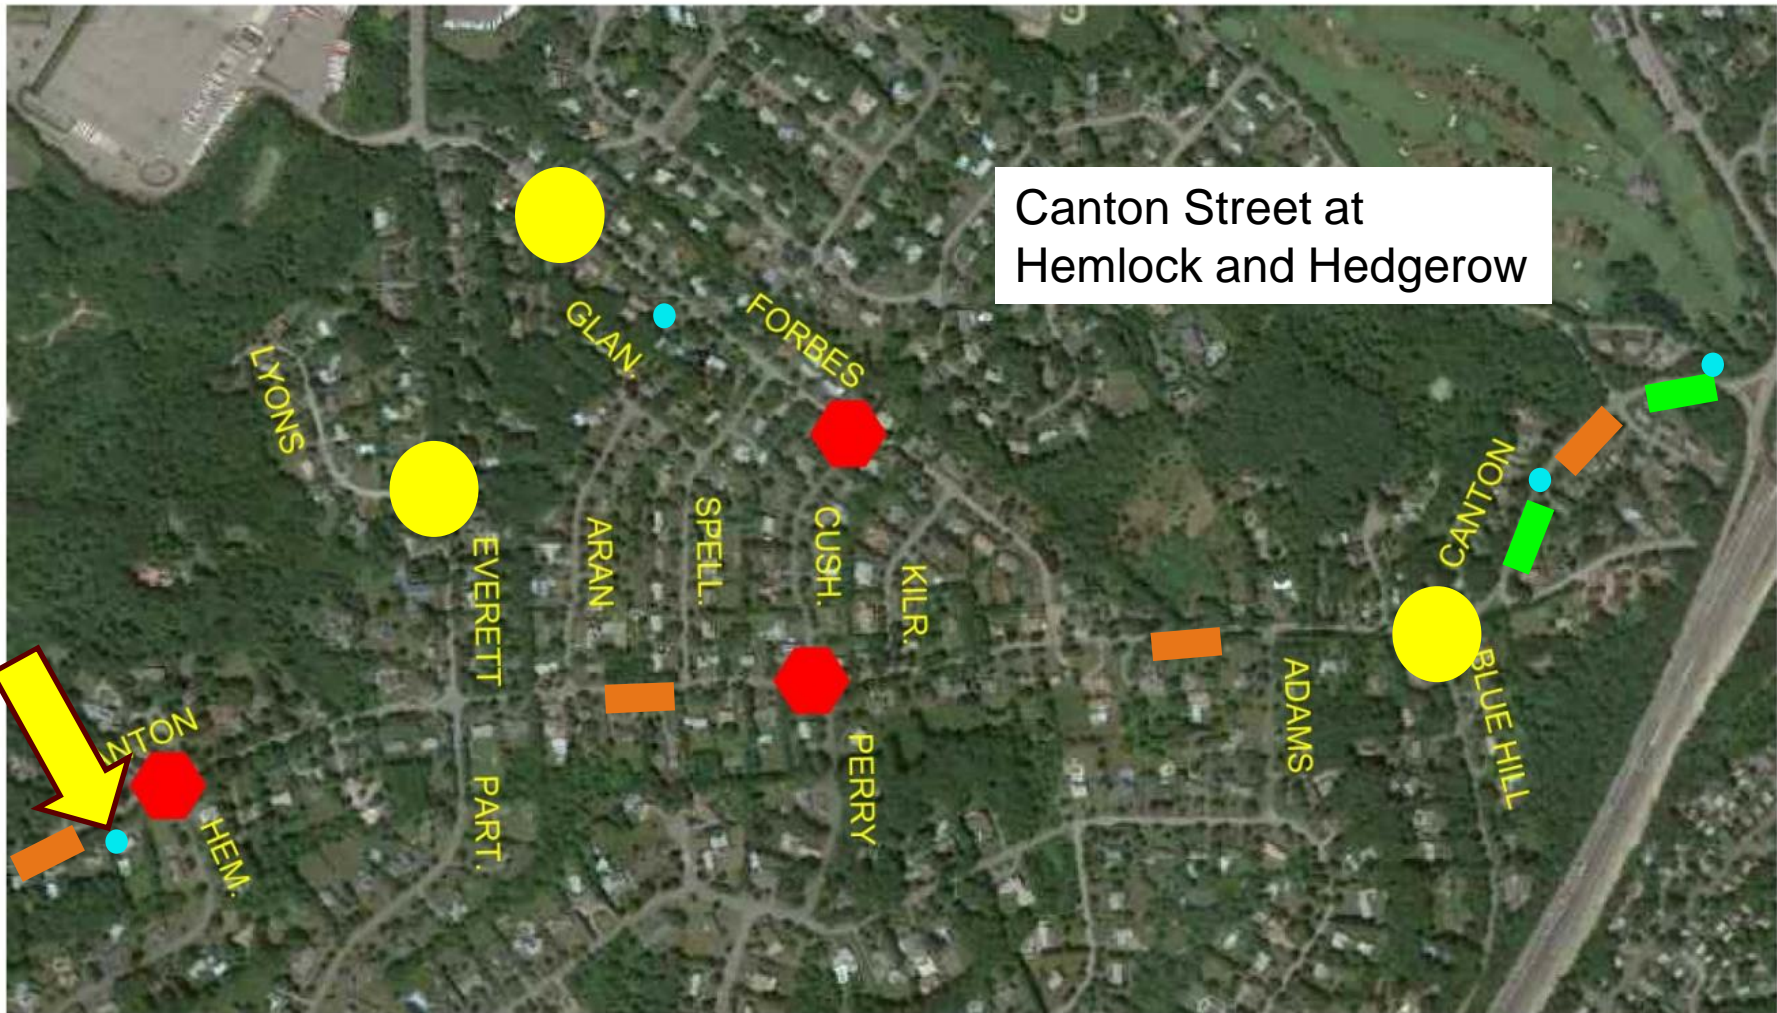 Canton Street at
Hemlock and Hedgerow
FORBES
GLAN.
LYONS
CANTON
EVERETT
ARAN
SPELL.
CUSH.
KILR.
ADAMS
BLUE HILL
ANTON
HEM.
PART.
PERRY